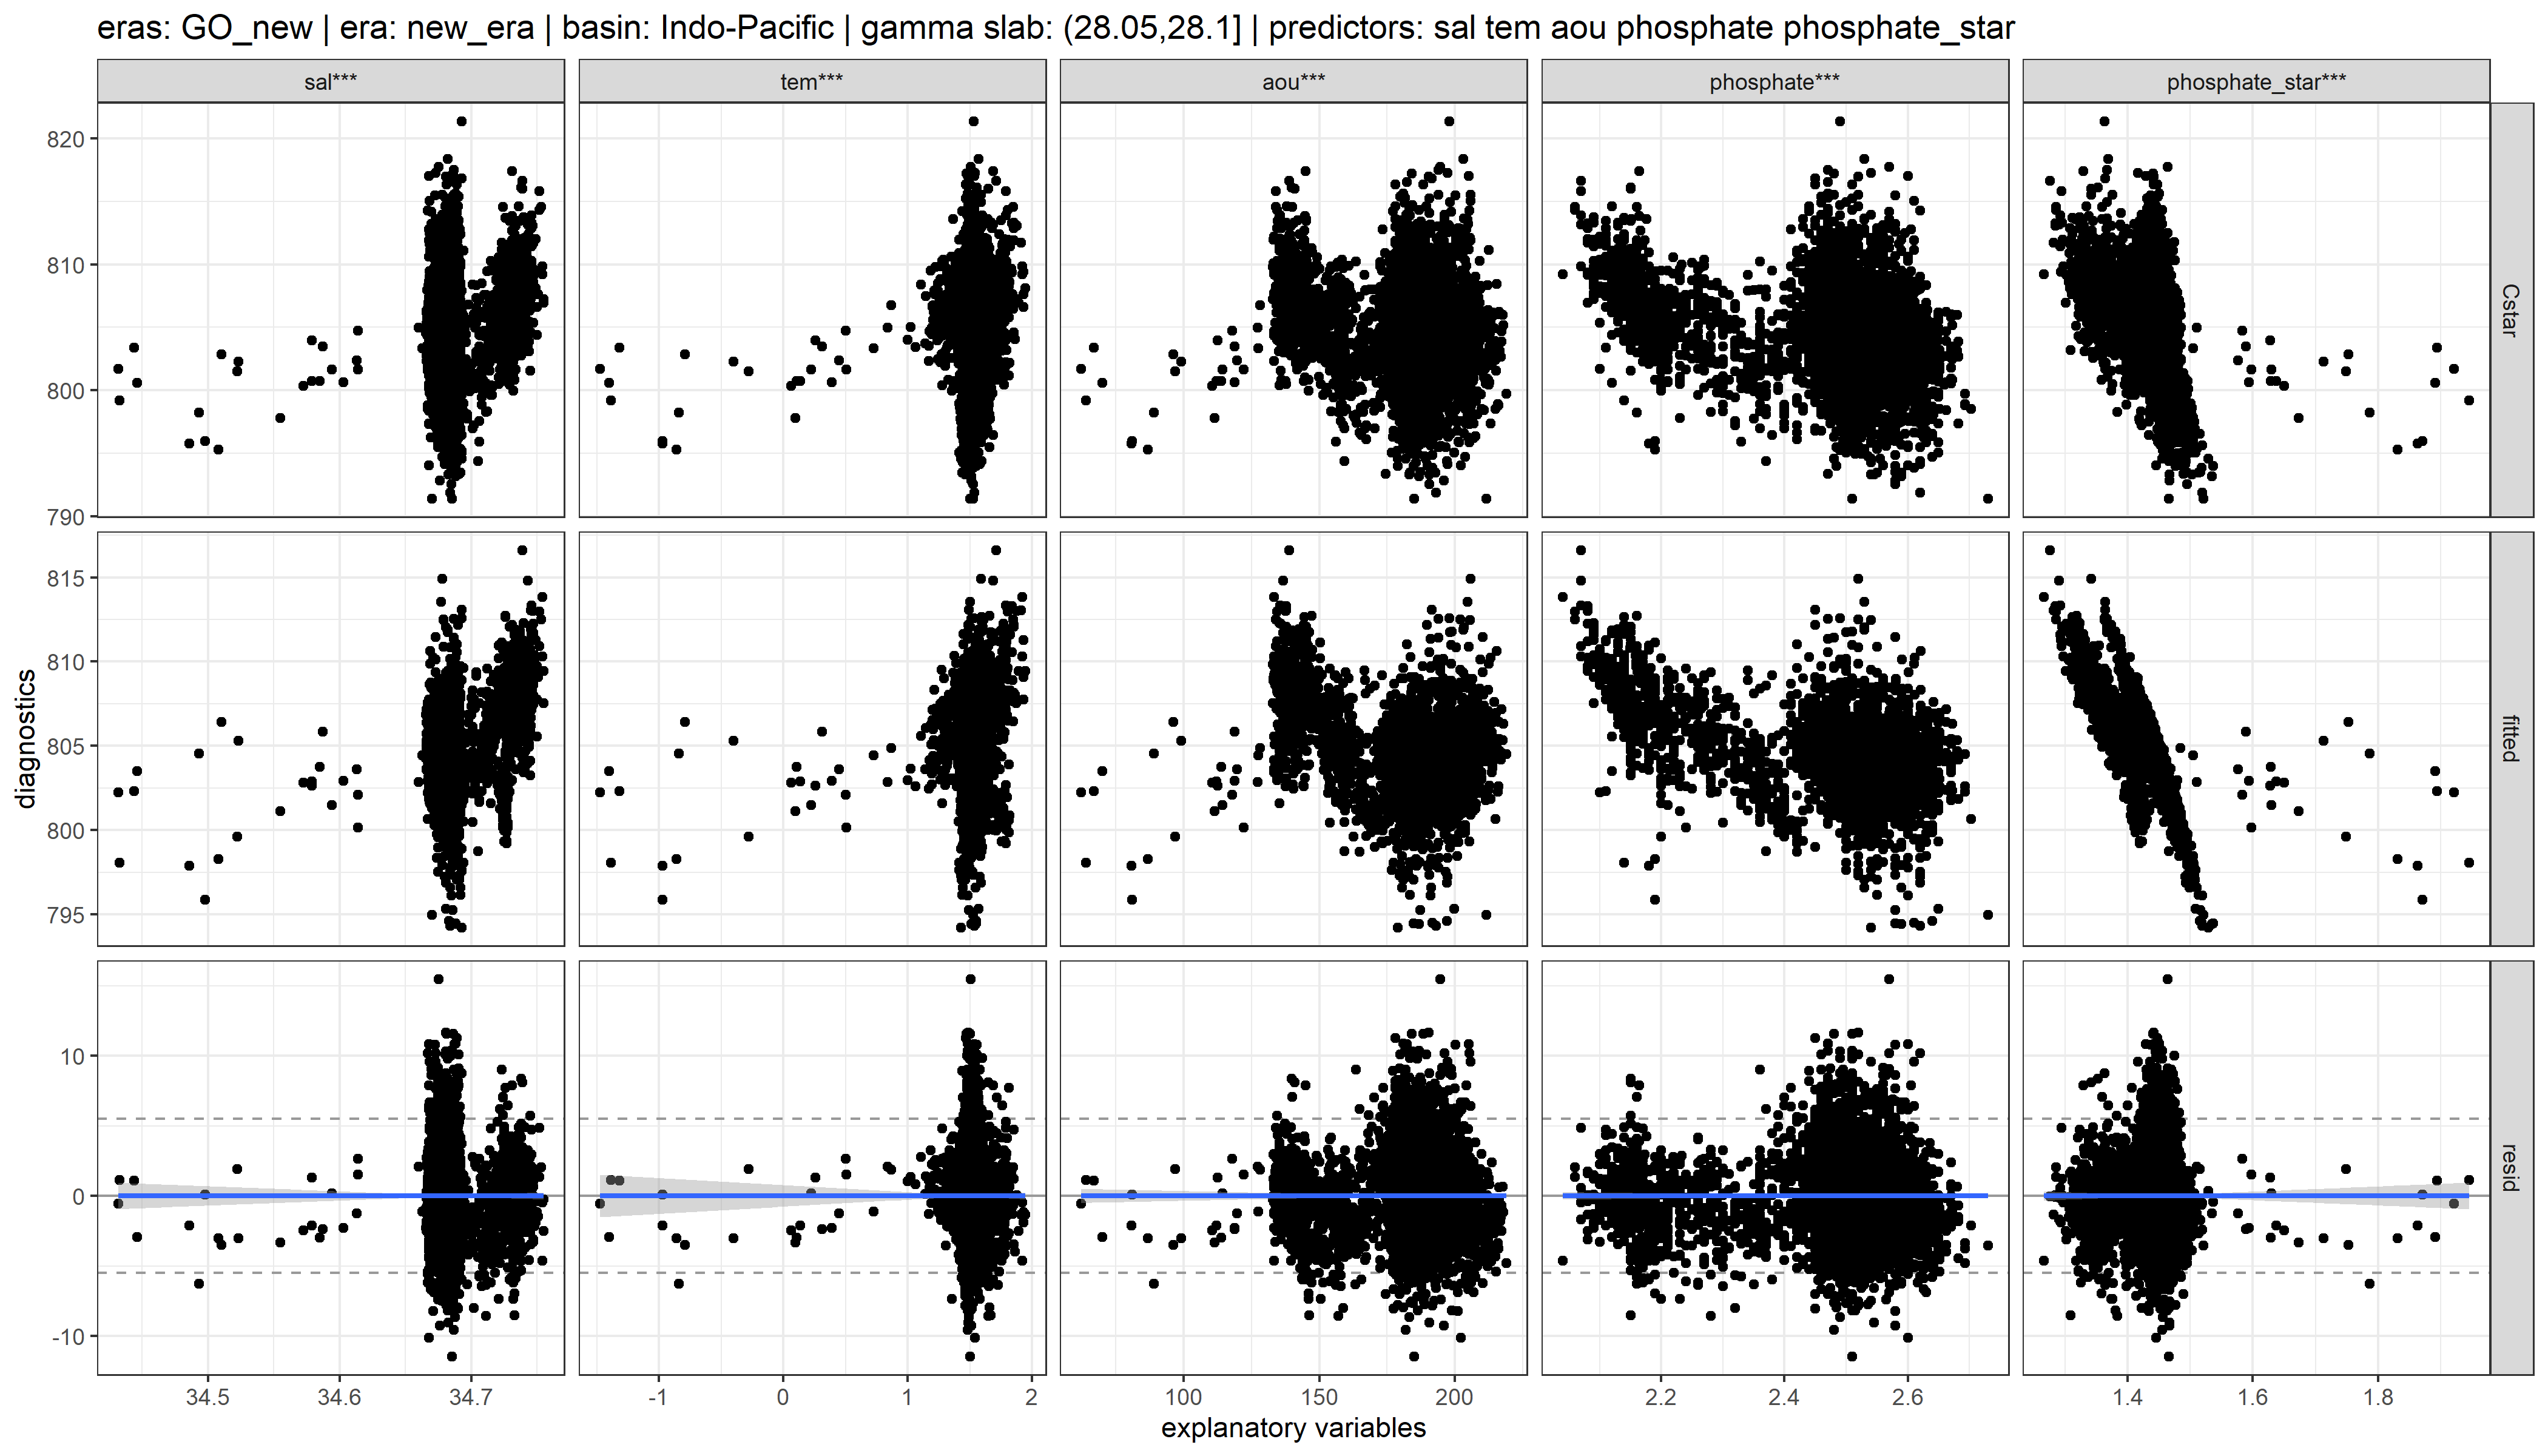 eras: GO_new | era: new_era | basin: Indo-Pacific | gamma slab: (28.05,28.1] | predictors: sal tem aou phosphate phosphate_star
sal*** tem*** aou*** phosphate*** phosphate_star***
820
810
800
790
Cstar
815
810
805
800
795
fitted
diagnostics
10
0
-10
resid
34.5 34.6 34.7 -1 0 1 2 100 150 200 2.2 2.4 2.6 1.4 1.6 1.8
explanatory variables